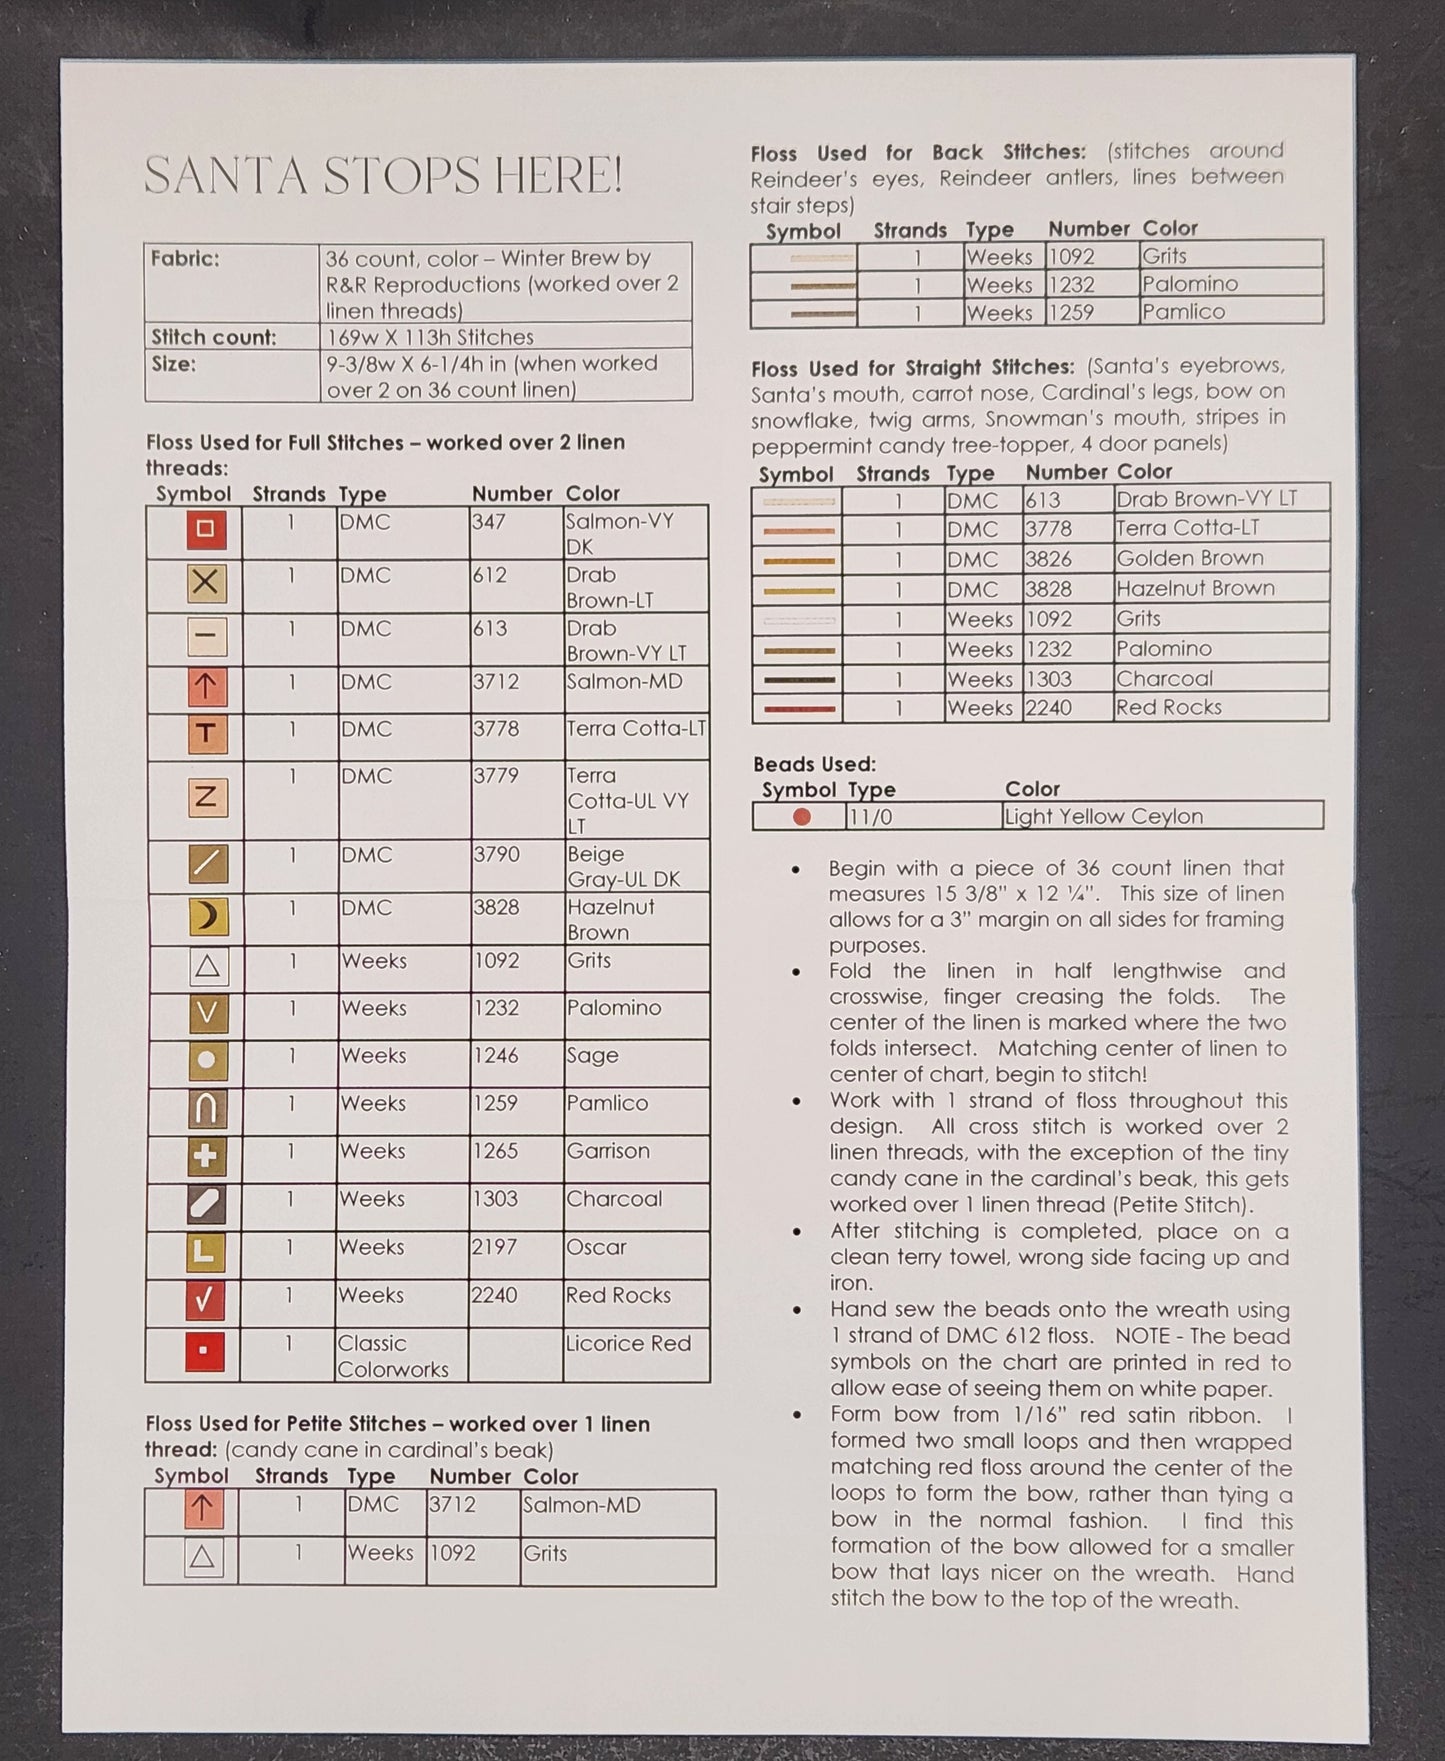 SANTA STOPS HERE!
Fabric: 36 count, color – Winter Brew by
R&R Reproductions (worked over 2
linen threads)
Stitch count: 169w X 113h Stitches
Size: 9-3/8w X 6-1/4h in (when worked
over 2 on 36 count linen)
Floss Used for Full Stitches – worked over 2 linen
threads:
Symbol Strands Type Number Color
1 DMC 347 Salmon-VY
DK
1 DMC 612 Drab
Brown-LT
1 DMC 613 Drab
Brown-VY LT
1 DMC 3712 Salmon-MD
T 1 DMC 3778 Terra Cotta-LT
Z 1 DMC 3779 Terra
Cotta-UL VY
LT
1 DMC 3790 Beige
Gray-UL DK
1 DMC 3828 Hazelnut
Brown
1 Weeks 1092 Grits
V 1 Weeks 1232 Palomino
1 Weeks 1246 Sage
1 Weeks 1259 Pamlico
1 Weeks 1265 Garrison
1 Weeks 1303 Charcoal
L 1 Weeks 2197 Oscar
1 Weeks 2240 Red Rocks
1 Classic Licorice Red
Colorworks
Floss Used for Petite Stitches – worked over 1 linen
thread: (candy cane in cardinal's beak)
Symbol Strands Type Number Color
1 DMC 3712 Salmon-MD
1 Weeks 1092 Grits
Floss Used for Back Stitches: (stitches around
Reindeer's eyes, Reindeer antlers, lines between
stair steps)
Symbol Strands Type Number Color
1 Weeks 1092 Grits
1 Weeks 1232 Palomino
1 Weeks 1259 Pamlico
Floss Used for Straight Stitches: (Santa's eyebrows,
Santa's mouth, carrot nose, Cardinal's legs, bow on
snowflake, twig arms, Snowman's mouth, stripes in
peppermint candy tree-topper, 4 door panels)
Symbol Strands Type Number Color
1 DMC 613 Drab Brown-VY LT
1 DMC 3778 Terra Cotta-LT
1 DMC 3826 Golden Brown
1 DMC 3828 Hazelnut Brown
1 Weeks 1092 Grits
1 Weeks 1232 Palomino
1 Weeks 1303 Charcoal
1 Weeks 2240 Red Rocks
Beads Used:
Symbol Type Color
11/0 Light Yellow Ceylon
• Begin with a piece of 36 count linen that
measures 15 3/8" x 12 ¼". This size of linen
allows for a 3" margin on all sides for framing
purposes.
• Fold the linen in half lengthwise and
crosswise, finger creasing the folds. The
center of the linen is marked where the two
folds intersect. Matching center of linen to
center of chart, begin to stitch!
• Work with 1 strand of floss throughout this
design. All cross stitch is worked over 2
linen threads, with the exception of the tiny
candy cane in the cardinal's beak, this gets
worked over 1 linen thread (Petite Stitch).
• After stitching is completed, place on a
clean terry towel, wrong side facing up and
iron.
• Hand sew the beads onto the wreath using
1 strand of DMC 612 floss. NOTE - The bead
symbols on the chart are printed in red to
allow ease of seeing them on white paper.
• Form bow from 1/16" red satin ribbon. I
formed two small loops and then wrapped
matching red floss around the center of the
loops to form the bow, rather than tying a
bow in the normal fashion. I find this
formation of the bow allowed for a smaller
bow that lays nicer on the wreath. Hand
stitch the bow to the top of the wreath.